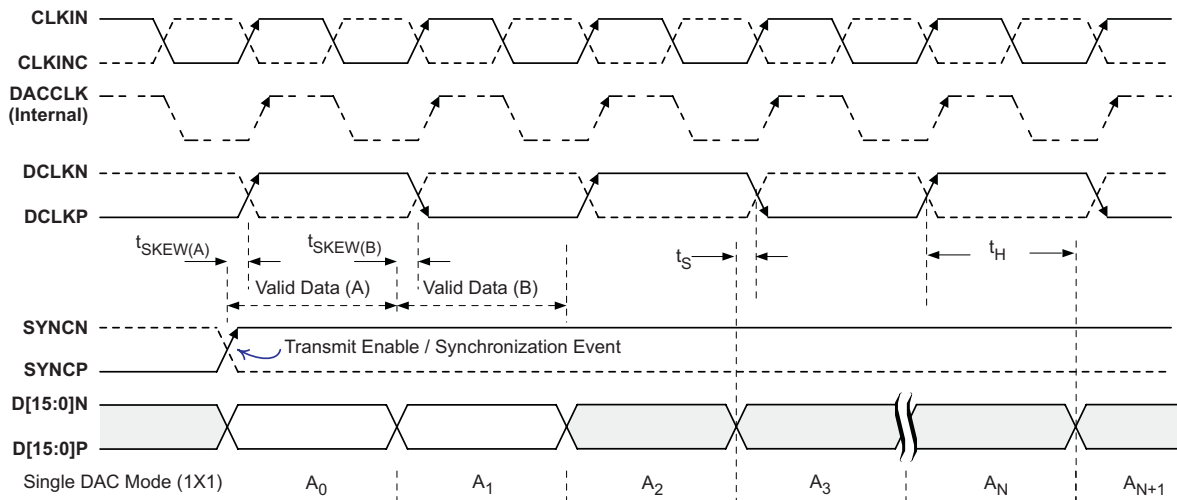 CLKIN
CLKINC
DACCLK
(Internal)
DCLKN
DCLKP
tSKEW(A) tSKEW(B) tS tH
Valid Data (A) Valid Data (B)
SYNCN
Transmit Enable / Synchronization Event
SYNCP
D[15:0]N
D[15:0]P
Single DAC Mode (1X1) A0 A1 A2 A3 AN AN+1